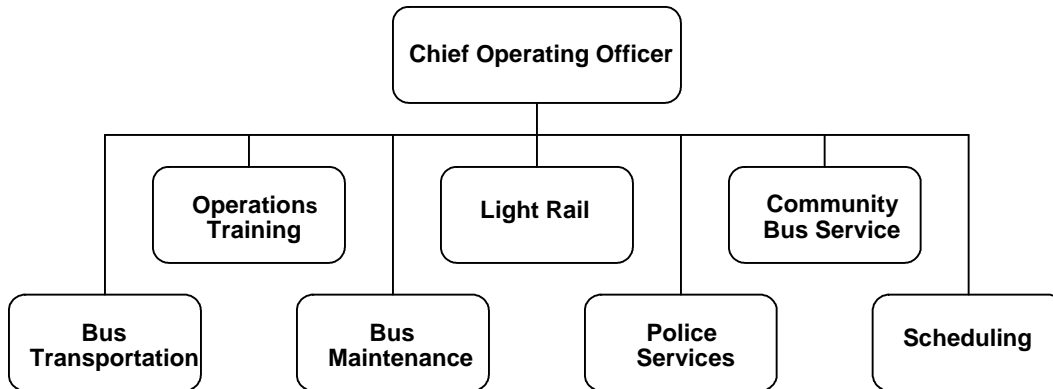 Chief Operating Officer
Operations
Training
Light Rail
Community
Bus Service
Bus
Transportation
Bus
Maintenance
Police
Services
Scheduling